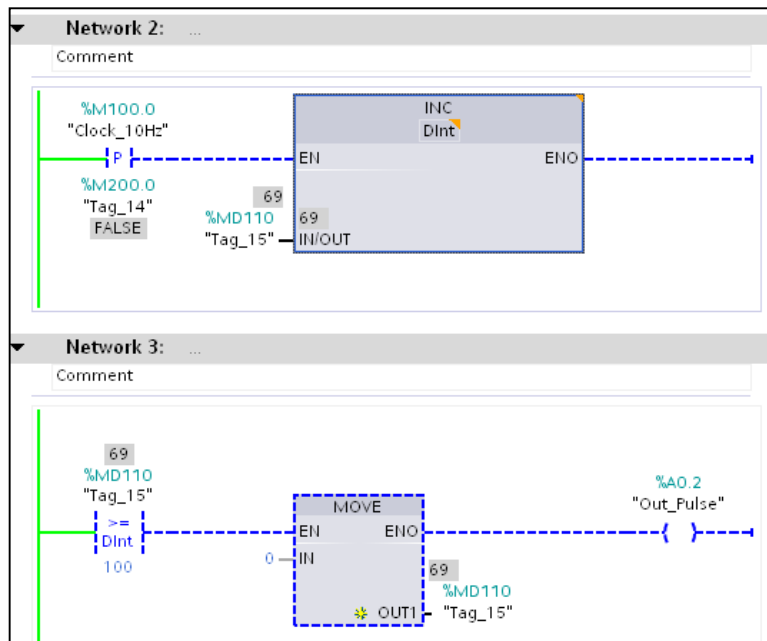 Network 2: ...
Comment
%M100.0
"Clock_10Hz"
P
%M200.0
"Tag_14"
FALSE
INC
DInt
EN
ENO
69
%MD110
"Tag_15"
69
IN/OUT
Network 3: ...
Comment
69
%MD110
"Tag_15"
>=
DInt
100
MOVE
EN
ENO
0
IN
OUT1
69
%MD110
"Tag_15"
%A0.2
"Out_Pulse"